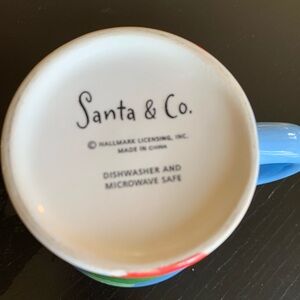 Santa & Co.
© HALLMARK LICENSING, INC.
MADE IN CHINA
DISHWASHER AND
MICROWAVE SAFE